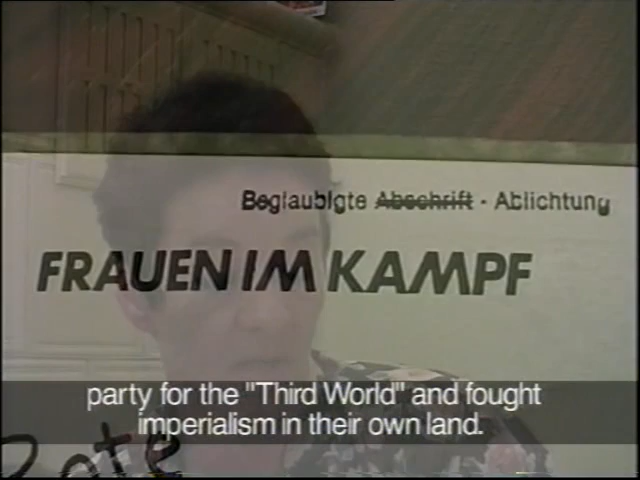 Beglaubigte Abschrift - Ablichtung
FRAUEN IM KAMPF
party for the "Third World" and fought
imperialism in their own land.
Rote